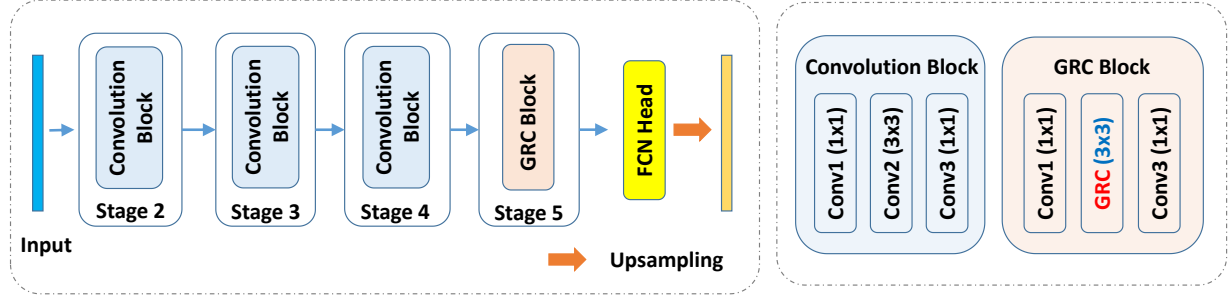 Convolution
Block
Stage 2
Convolution
Block
Stage 3
Convolution
Block
Stage 4
GRC Block
Stage 5
FCN Head
Input
Upsampling
Convolution Block
Conv1 (1x1)
Conv2 (3x3)
Conv3 (1x1)
GRC Block
Conv1 (1x1)
GRC (3x3)
Conv3 (1x1)